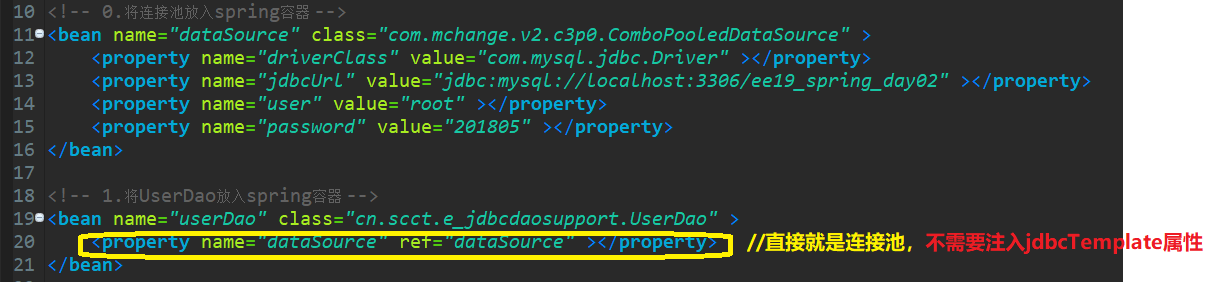 10 <!-- 0.将连接池放入spring容器 -->
11 <bean name="dataSource" class="com.mchange.v2.c3p0.ComboPooledDataSource" >
12 <property name="driverClass" value="com.mysql.jdbc.Driver" ></property>
13 <property name="jdbcUrl" value="jdbc:mysql://localhost:3306/ee19_spring_day02" ></property>
14 <property name="user" value="root" ></property>
15 <property name="password" value="201805" ></property>
16 </bean>
17
18 <!-- 1.将UserDao放入spring容器 -->
19 <bean name="userDao" class="cn.scct.e_jdbcdaosupport.UserDao" >
20 <property name="dataSource" ref="dataSource" ></property> //直接就是连接池，不需要注入jdbcTemplate属性
21 </bean>